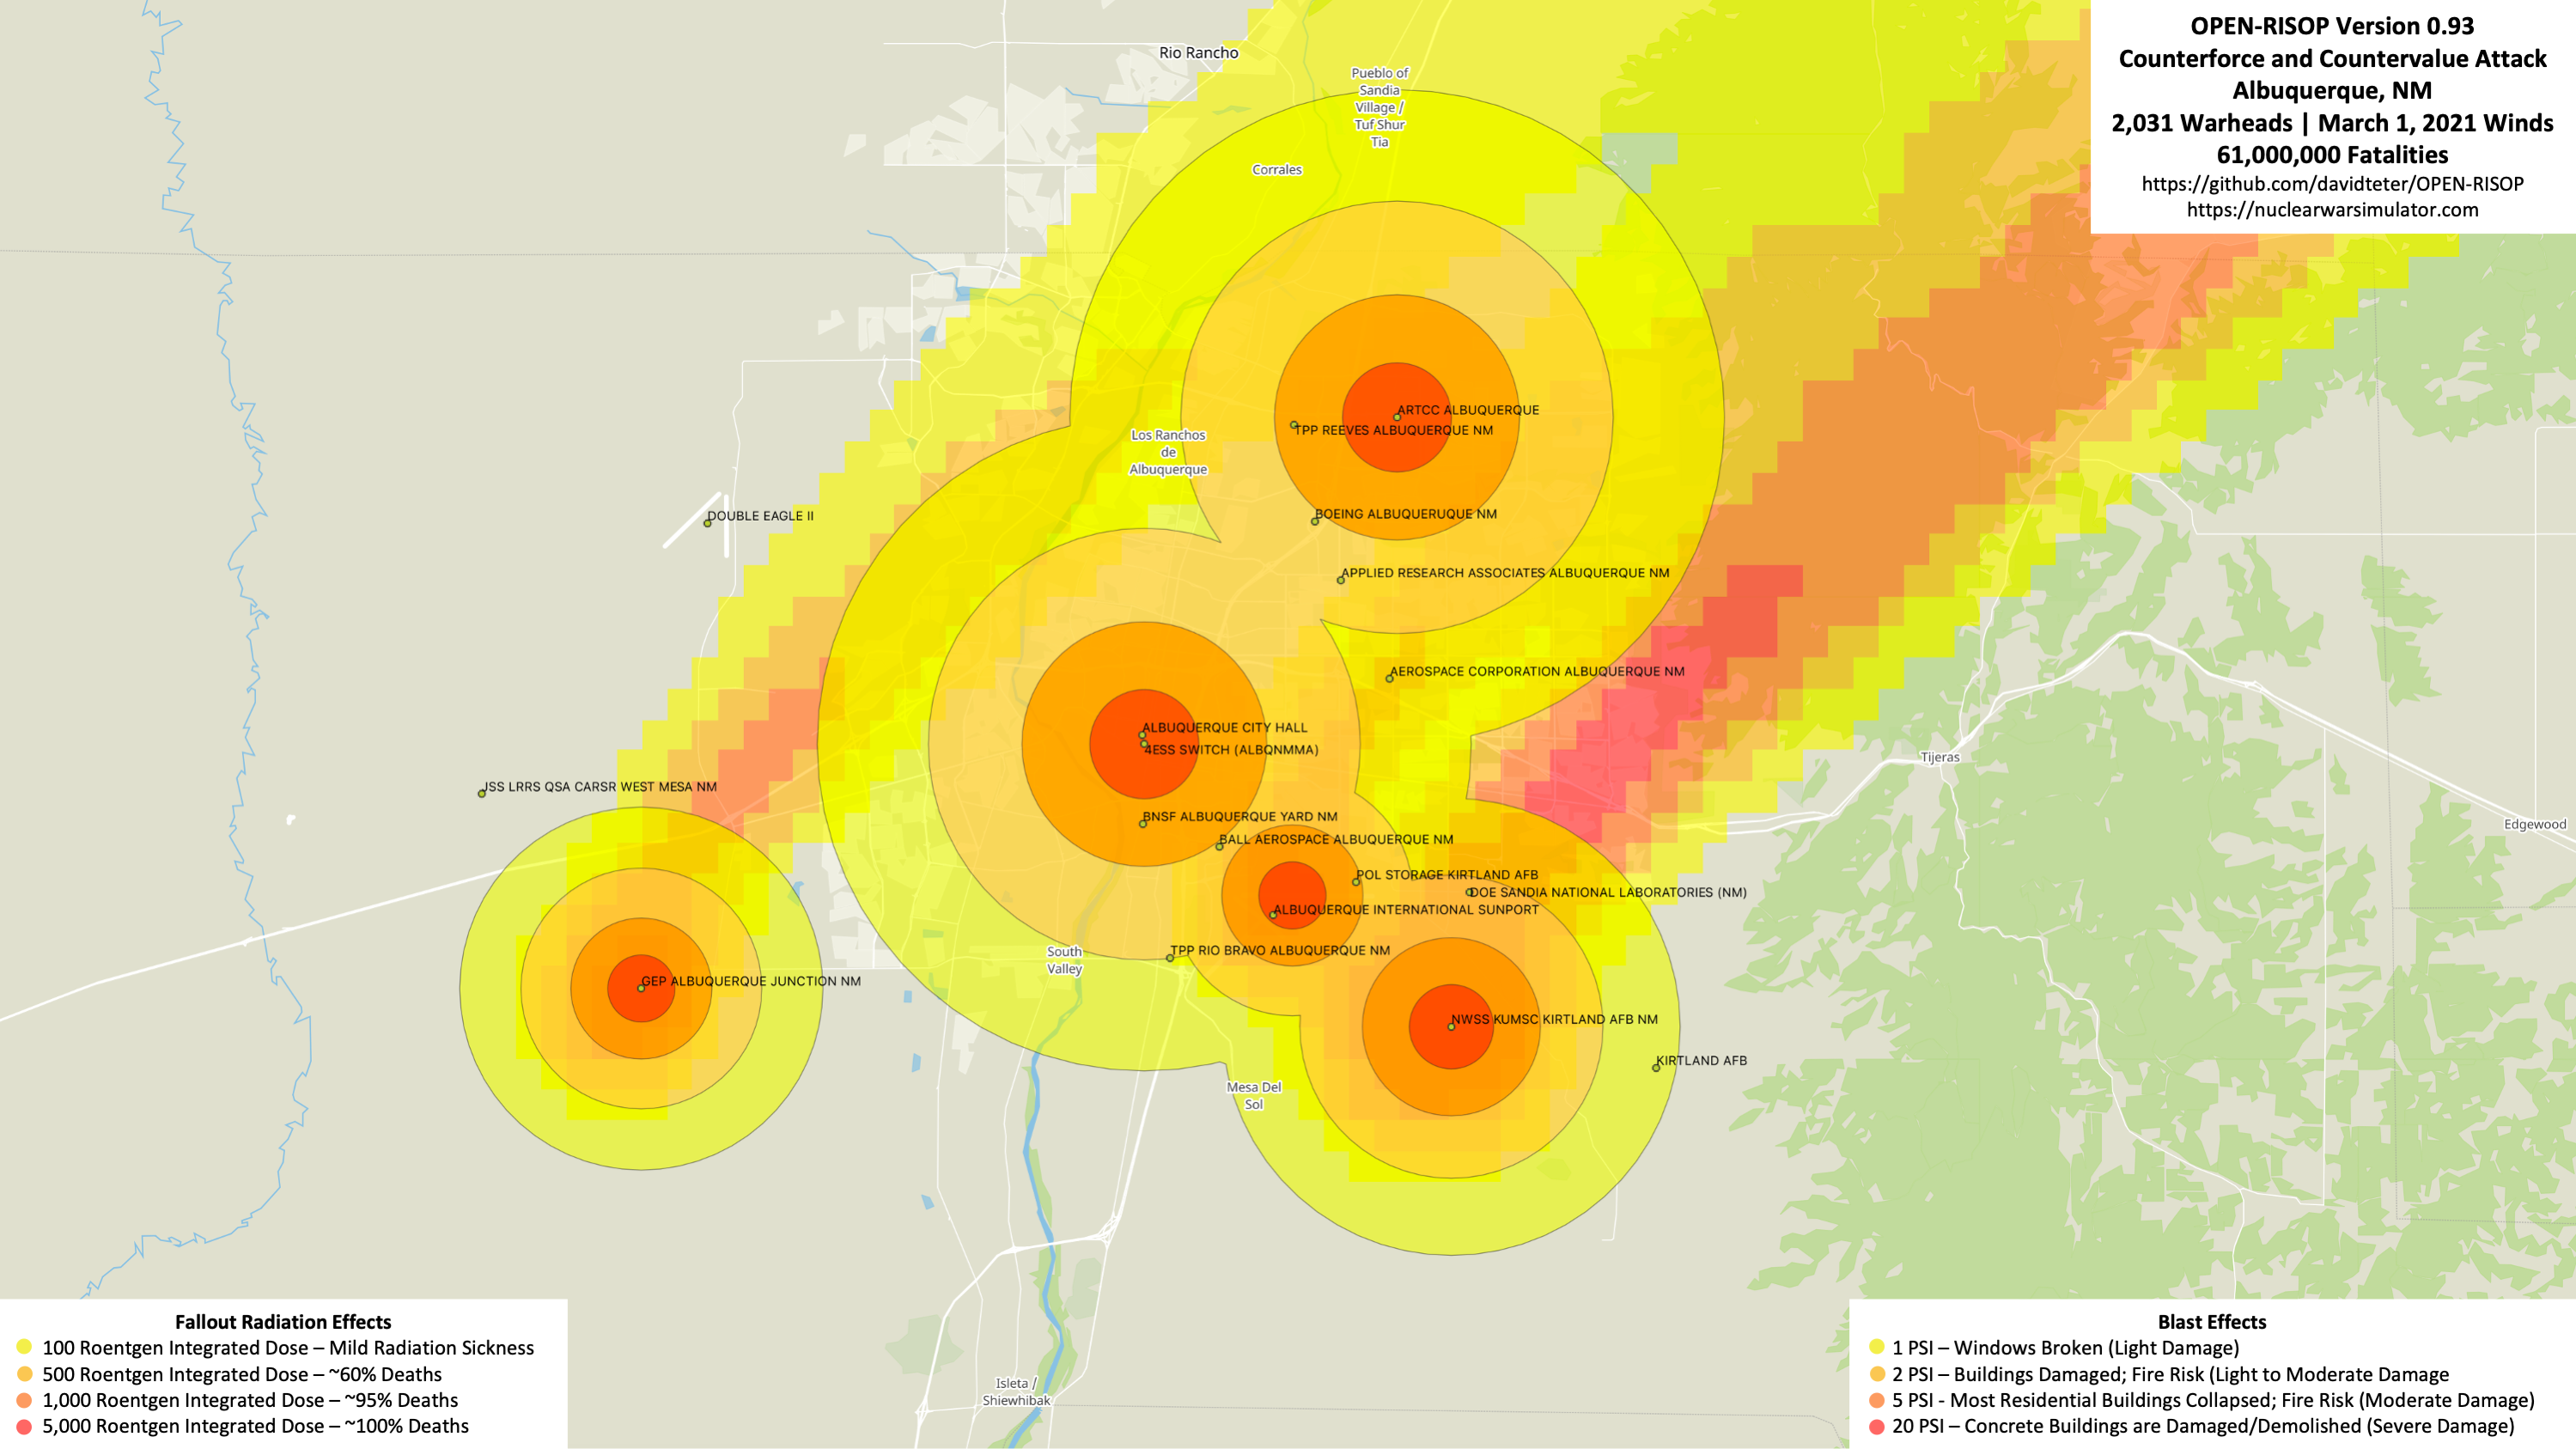 OPEN-RISOP Version 0.93
Counterforce and Countervalue Attack
Albuquerque, NM
2,031 Warheads | March 1, 2021 Winds
61,000,000 Fatalities
https://github.com/davidteter/OPEN-RISOP
https://nuclearwarsimulator.com
Rio Rancho
Pueblo of
Sandia
Village /
Tuf Shur
Tia
Corrales
ARTCC ALBUQUERQUE
TPP REEVES ALBUQUERQUE NM
Los Ranchos
de
Albuquerque
DOUBLE EAGLE II
BOEING ALBUQUERUQUE NM
APPLIED RESEARCH ASSOCIATES ALBUQUERQUE NM
AEROSPACE CORPORATION ALBUQUERQUE NM
ALBUQUERQUE CITY HALL
4ESS SWITCH (ALBQNMMA)
Tijeras
JSS LRRS QSA CARSR WEST MESA NM
BNSF ALBUQUERQUE YARD NM
Edgewood
BALL AEROSPACE ALBUQUERQUE NM
POL STORAGE KIRTLAND AFB
DOE SANDIA NATIONAL LABORATORIES (NM)
ALBUQUERQUE INTERNATIONAL SUNPORT
TPP RIO BRAVO ALBUQUERQUE NM
South
Valley
GEP ALBUQUERQUE JUNCTION NM
NWSS KUMSC KIRTLAND AFB NM
KIRTLAND AFB
Mesa Del
Sol
Isleta /
Shiewhibak
Fallout Radiation Effects
100 Roentgen Integrated Dose – Mild Radiation Sickness
500 Roentgen Integrated Dose – ~60% Deaths
1,000 Roentgen Integrated Dose – ~95% Deaths
5,000 Roentgen Integrated Dose – ~100% Deaths
Blast Effects
1 PSI – Windows Broken (Light Damage)
2 PSI – Buildings Damaged; Fire Risk (Light to Moderate Damage
5 PSI - Most Residential Buildings Collapsed; Fire Risk (Moderate Damage)
20 PSI – Concrete Buildings are Damaged/Demolished (Severe Damage)